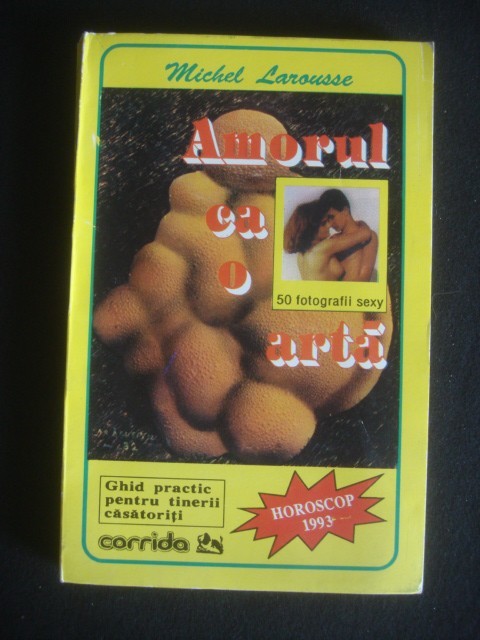 Michel Larousse
Amorul
ca
o
artă
50 fotografii sexy
Ghid practic
pentru tinerii
căsătoriți
corrida
HOROSCOP
1993